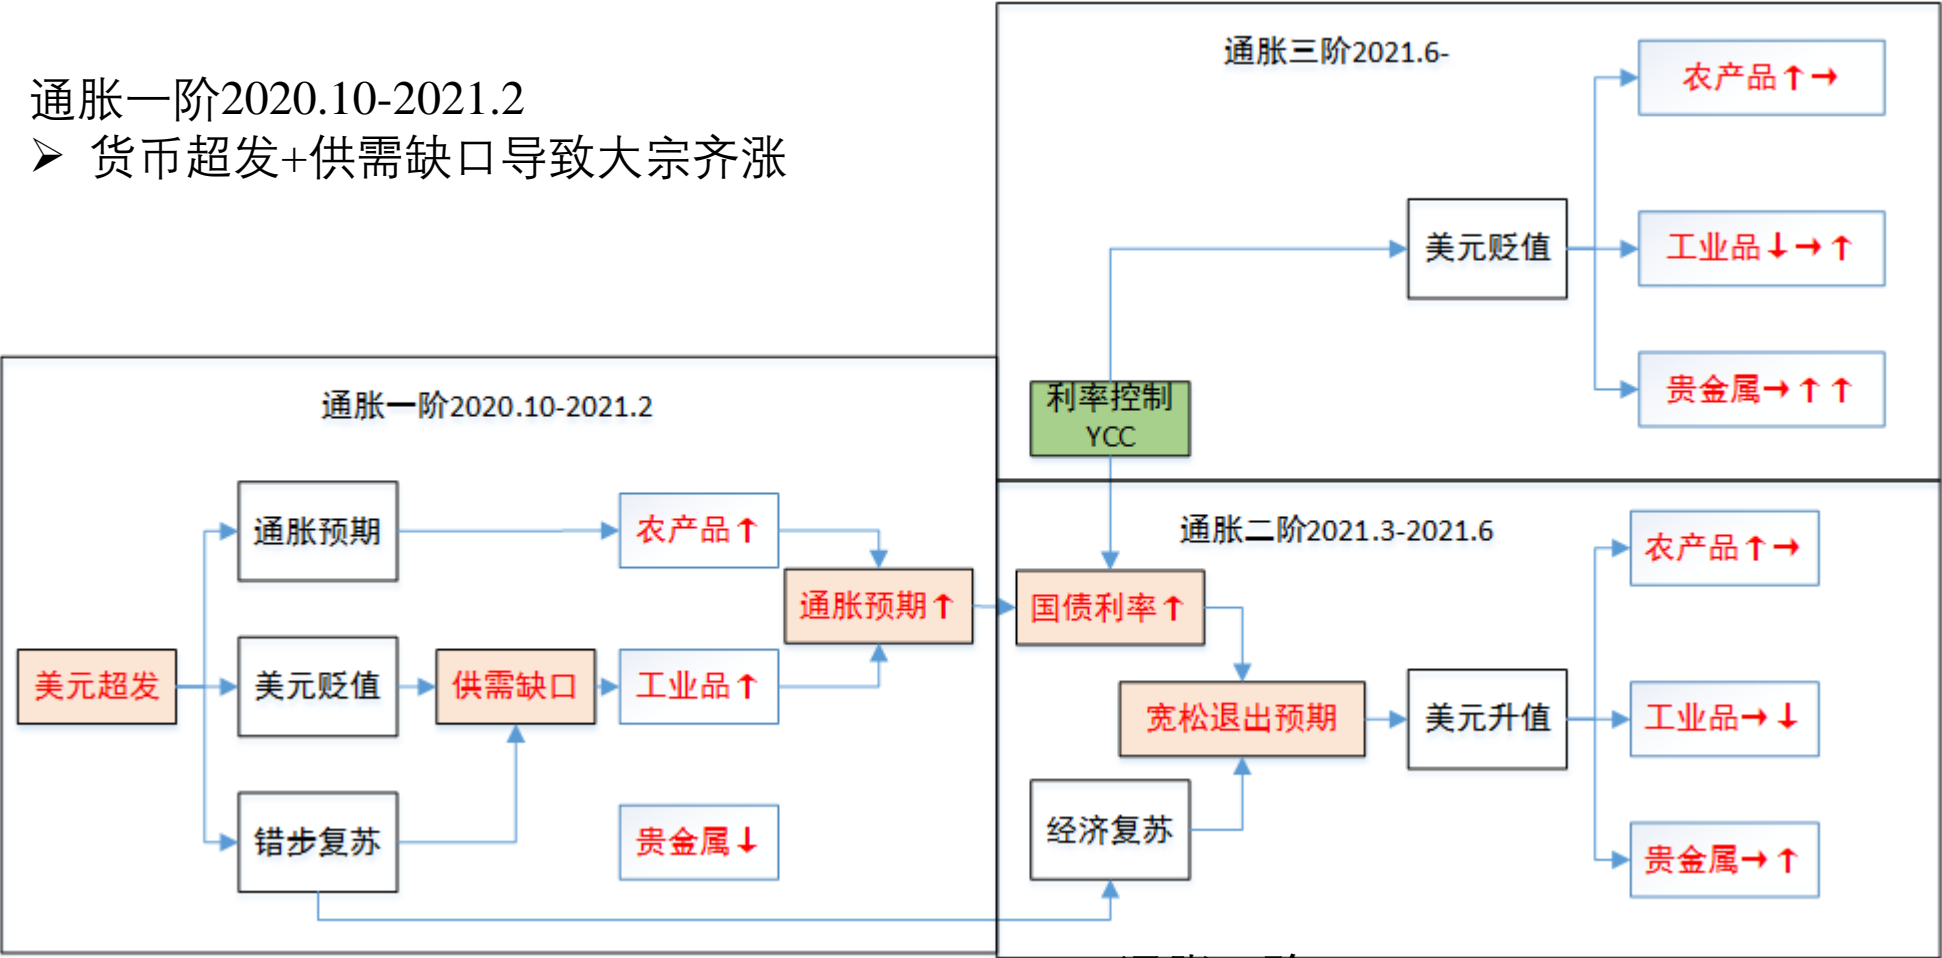 通胀一阶2020.10-2021.2
➢ 货币超发+供需缺口导致大宗齐涨
通胀三阶2021.6-
农产品↑→
美元贬值
工业品↓→↑
贵金属→↑↑
利率控制
YCC
通胀一阶2020.10-2021.2
通胀预期
农产品↑
通胀预期↑
美元超发
美元贬值
供需缺口
工业品↑
错步复苏
贵金属↓
通胀二阶2021.3-2021.6
国债利率↑
农产品↑→
宽松退出预期
美元升值
工业品→↓
经济复苏
贵金属→↑